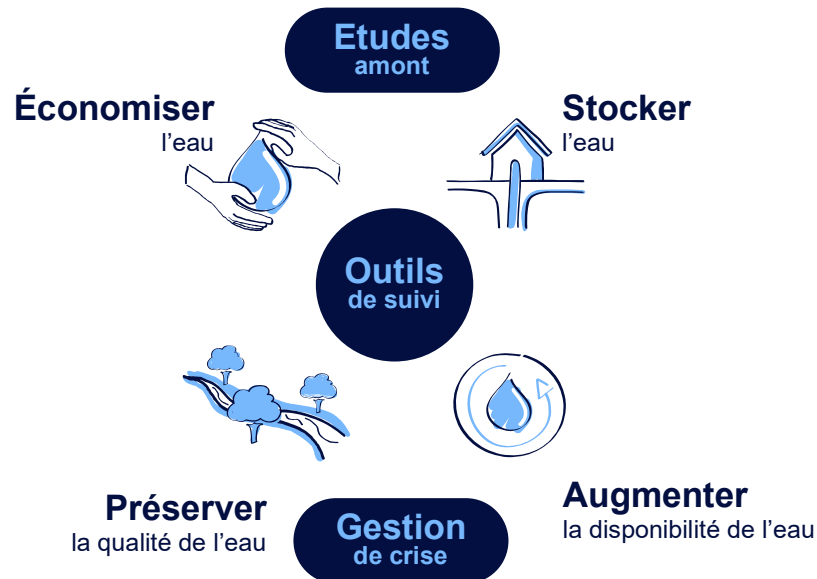 Etudes
amont
Économiser
l'eau
Stocker
l'eau
Outils
de suivi
Préserver
la qualité de l'eau
Augmenter
la disponibilité de l'eau
Gestion
de crise